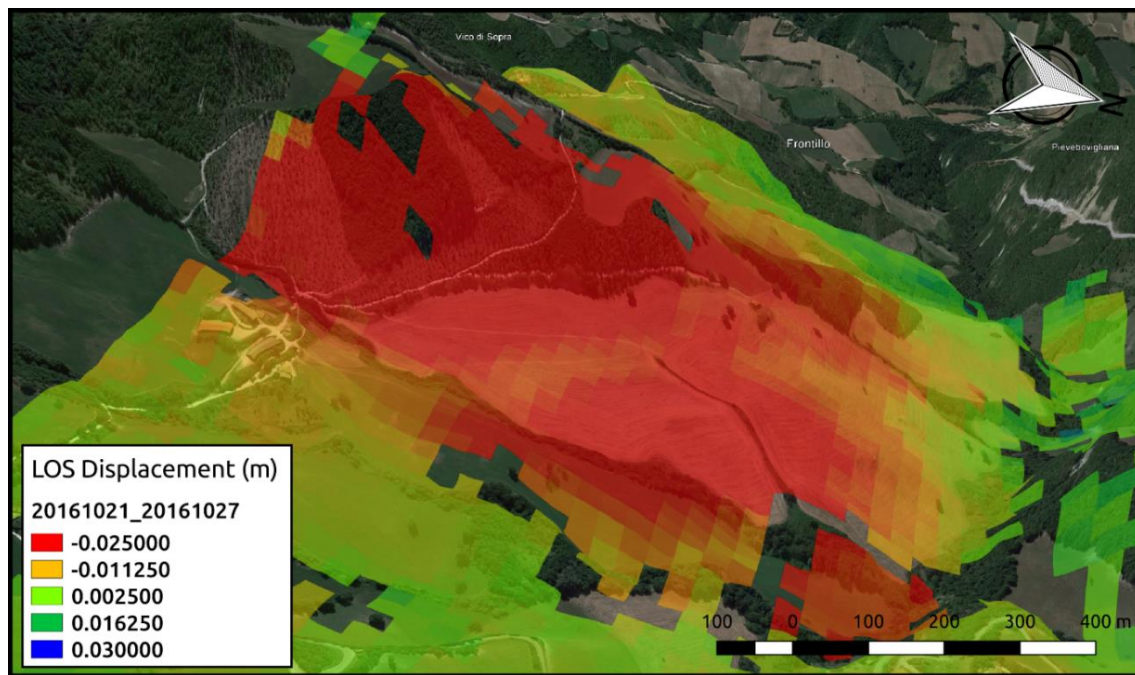 Vico di Sopra
N
Frontillo
Pievebovigliana
LOS Displacement (m)
20161021_20161027
-0.025000
-0.011250
0.002500
0.016250
0.030000
100 0 100 200 300 400 m